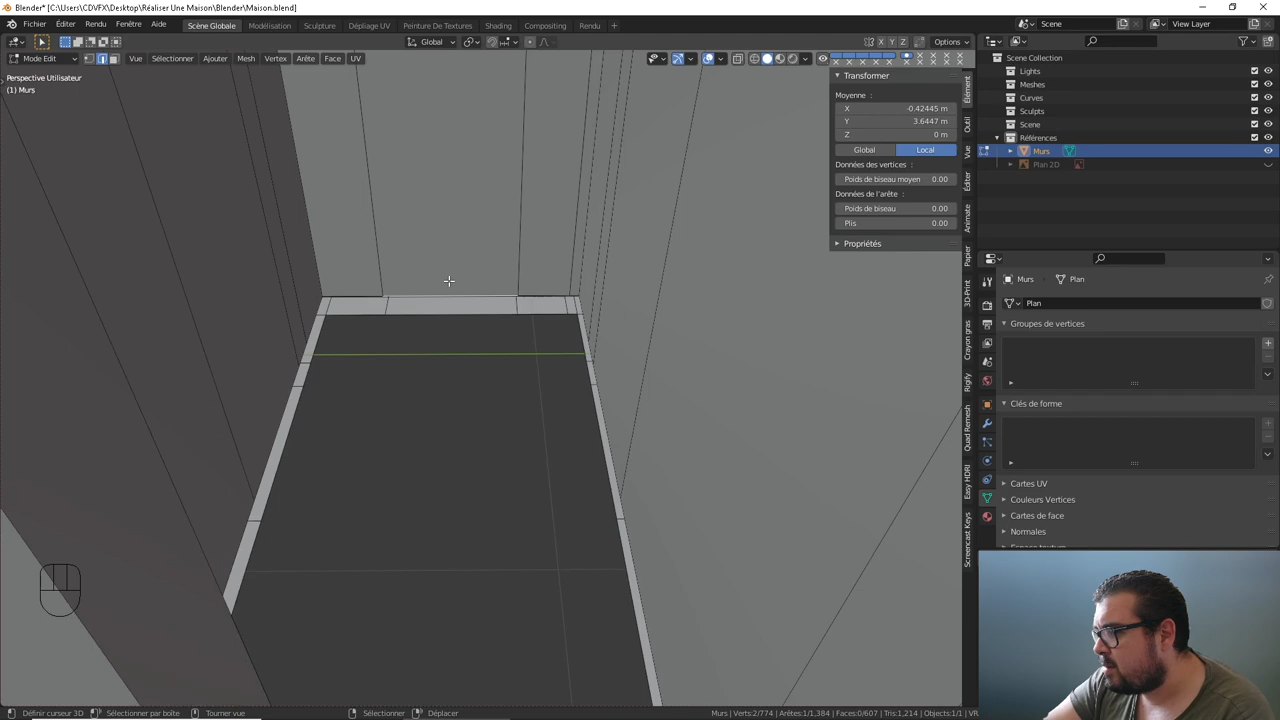 Blender* [C:\Users\CDVFX\Desktop\Réaliser Une Maison\Blender\Maison.blend]
Fichier Éditer Rendu Fenêtre Aide Scène Globale Modélisation Sculpture Dépliage UV Peinture De Textures Shading Compositing Rendu Scene View Layer
Global Options
Mode Edit Vue Sélectionner Ajouter Mesh Vertex Arête Face UV
Perspective Utilisateur
(1) Murs
Transformer
Moyenne :
X -0.42445 m
Y 3.6447 m
Z 0 m
Global Local
Données des vertices :
Poids de biseau moyen 0.00
Données de l'arête :
Poids de biseau 0.00
Plis 0.00
Propriétés
Élément
Outil
Vue
Éditer
Animate
Papier
3D-Print
Crayon gras
Rigify
Quad Remesh
Easy HDRI
Screencast Keys
Scene Collection
Lights
Meshes
Curves
Sculpts
Scene
Références
Murs
Plan 2D
Murs Plan
Plan
Groupes de vertices
Clés de forme
Cartes UV
Couleurs Vertices
Cartes de face
Normales
Définir curseur 3D Sélectionner par boîte Tourner vue Sélectionner Déplacer Murs | Verts:2/774 | Arêtes:1/1,384 | Faces:0/607 | Tris:1,214 | Objects:1/1 | VR